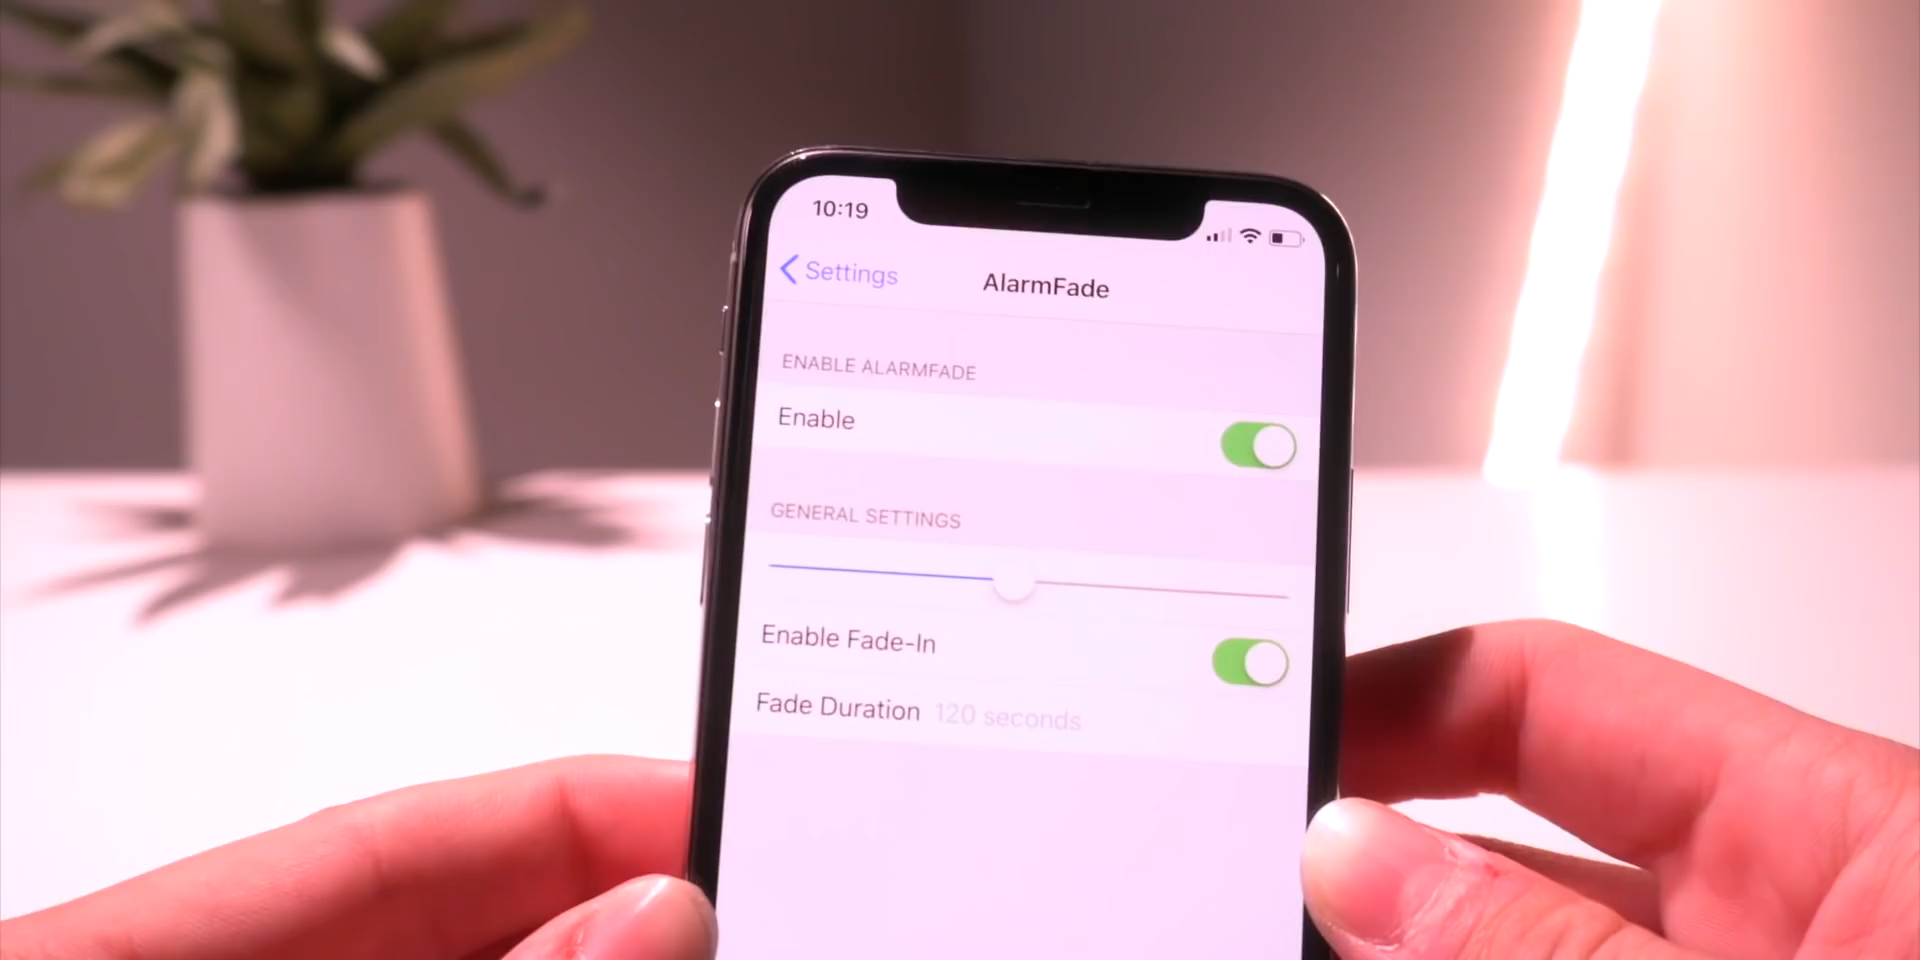 10:19
Settings
AlarmFade
ENABLE ALARMFADE
Enable
GENERAL SETTINGS
Enable Fade-In
Fade Duration 120 seconds